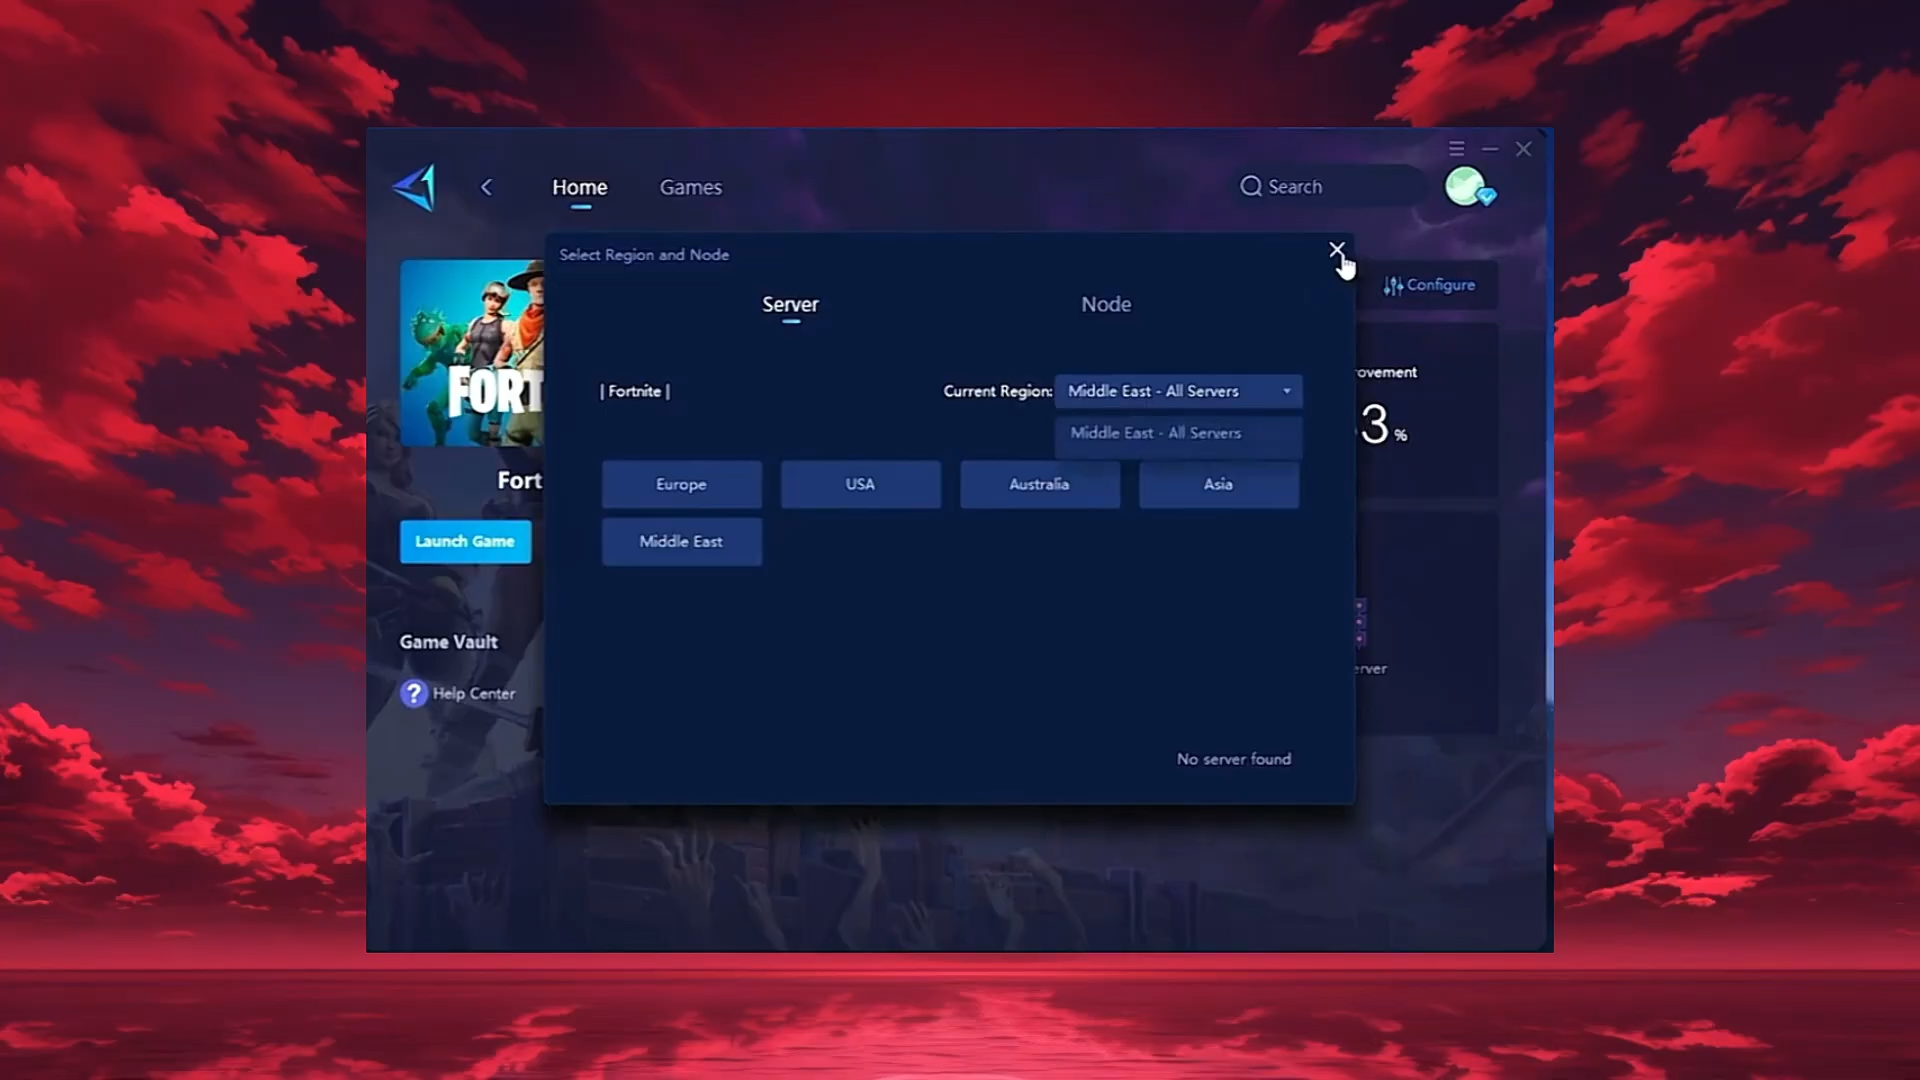 Home
Games
Search
Select Region and Node
Configure
Server
Node
| Fortnite |
Current Region:
Middle East - All Servers
Middle East - All Servers
ovement
3 %
FORT
Fort
Europe
USA
Australia
Asia
Middle East
Launch Game
Game Vault
? Help Center
erver
No server found